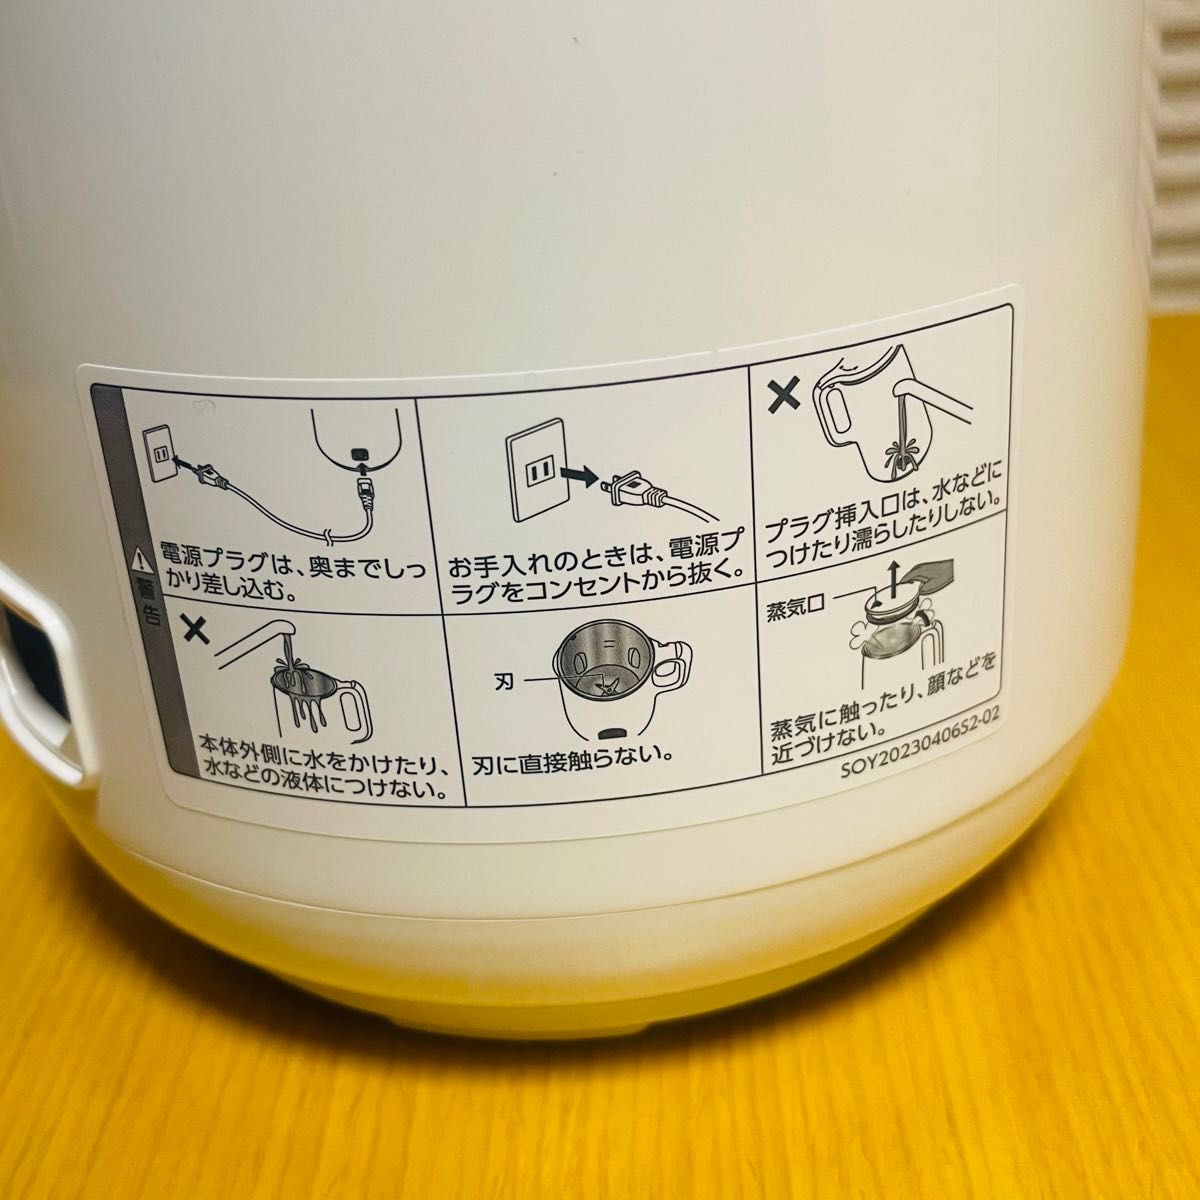 警告
電源プラグは、奥までしっ
かり差し込む。
お手入れのときは、電源プ
ラグをコンセントから抜く。
プラグ挿入口は、水などに
つけたり濡らしたりしない。
本体外側に水をかけたり、
水などの液体につけない。
刃
刃に直接触らない。
蒸気口
蒸気に触ったり、顔などを
近づけない。
SOY2023040652-02